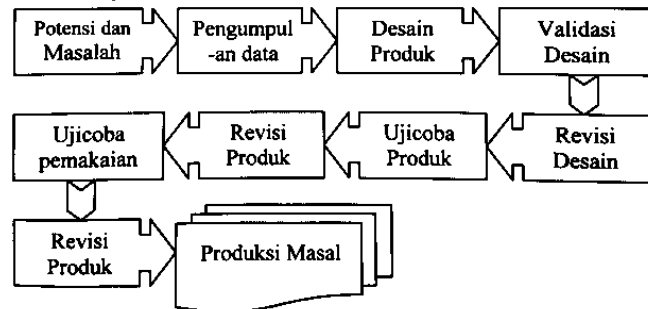 Potensi dan
Masalah
Pengumpul
-an data
Desain
Produk
Validasi
Desain
Ujicoba
pemakaian
Revisi
Produk
Ujicoba
Produk
Revisi
Desain
Revisi
Produk
Produksi Masal